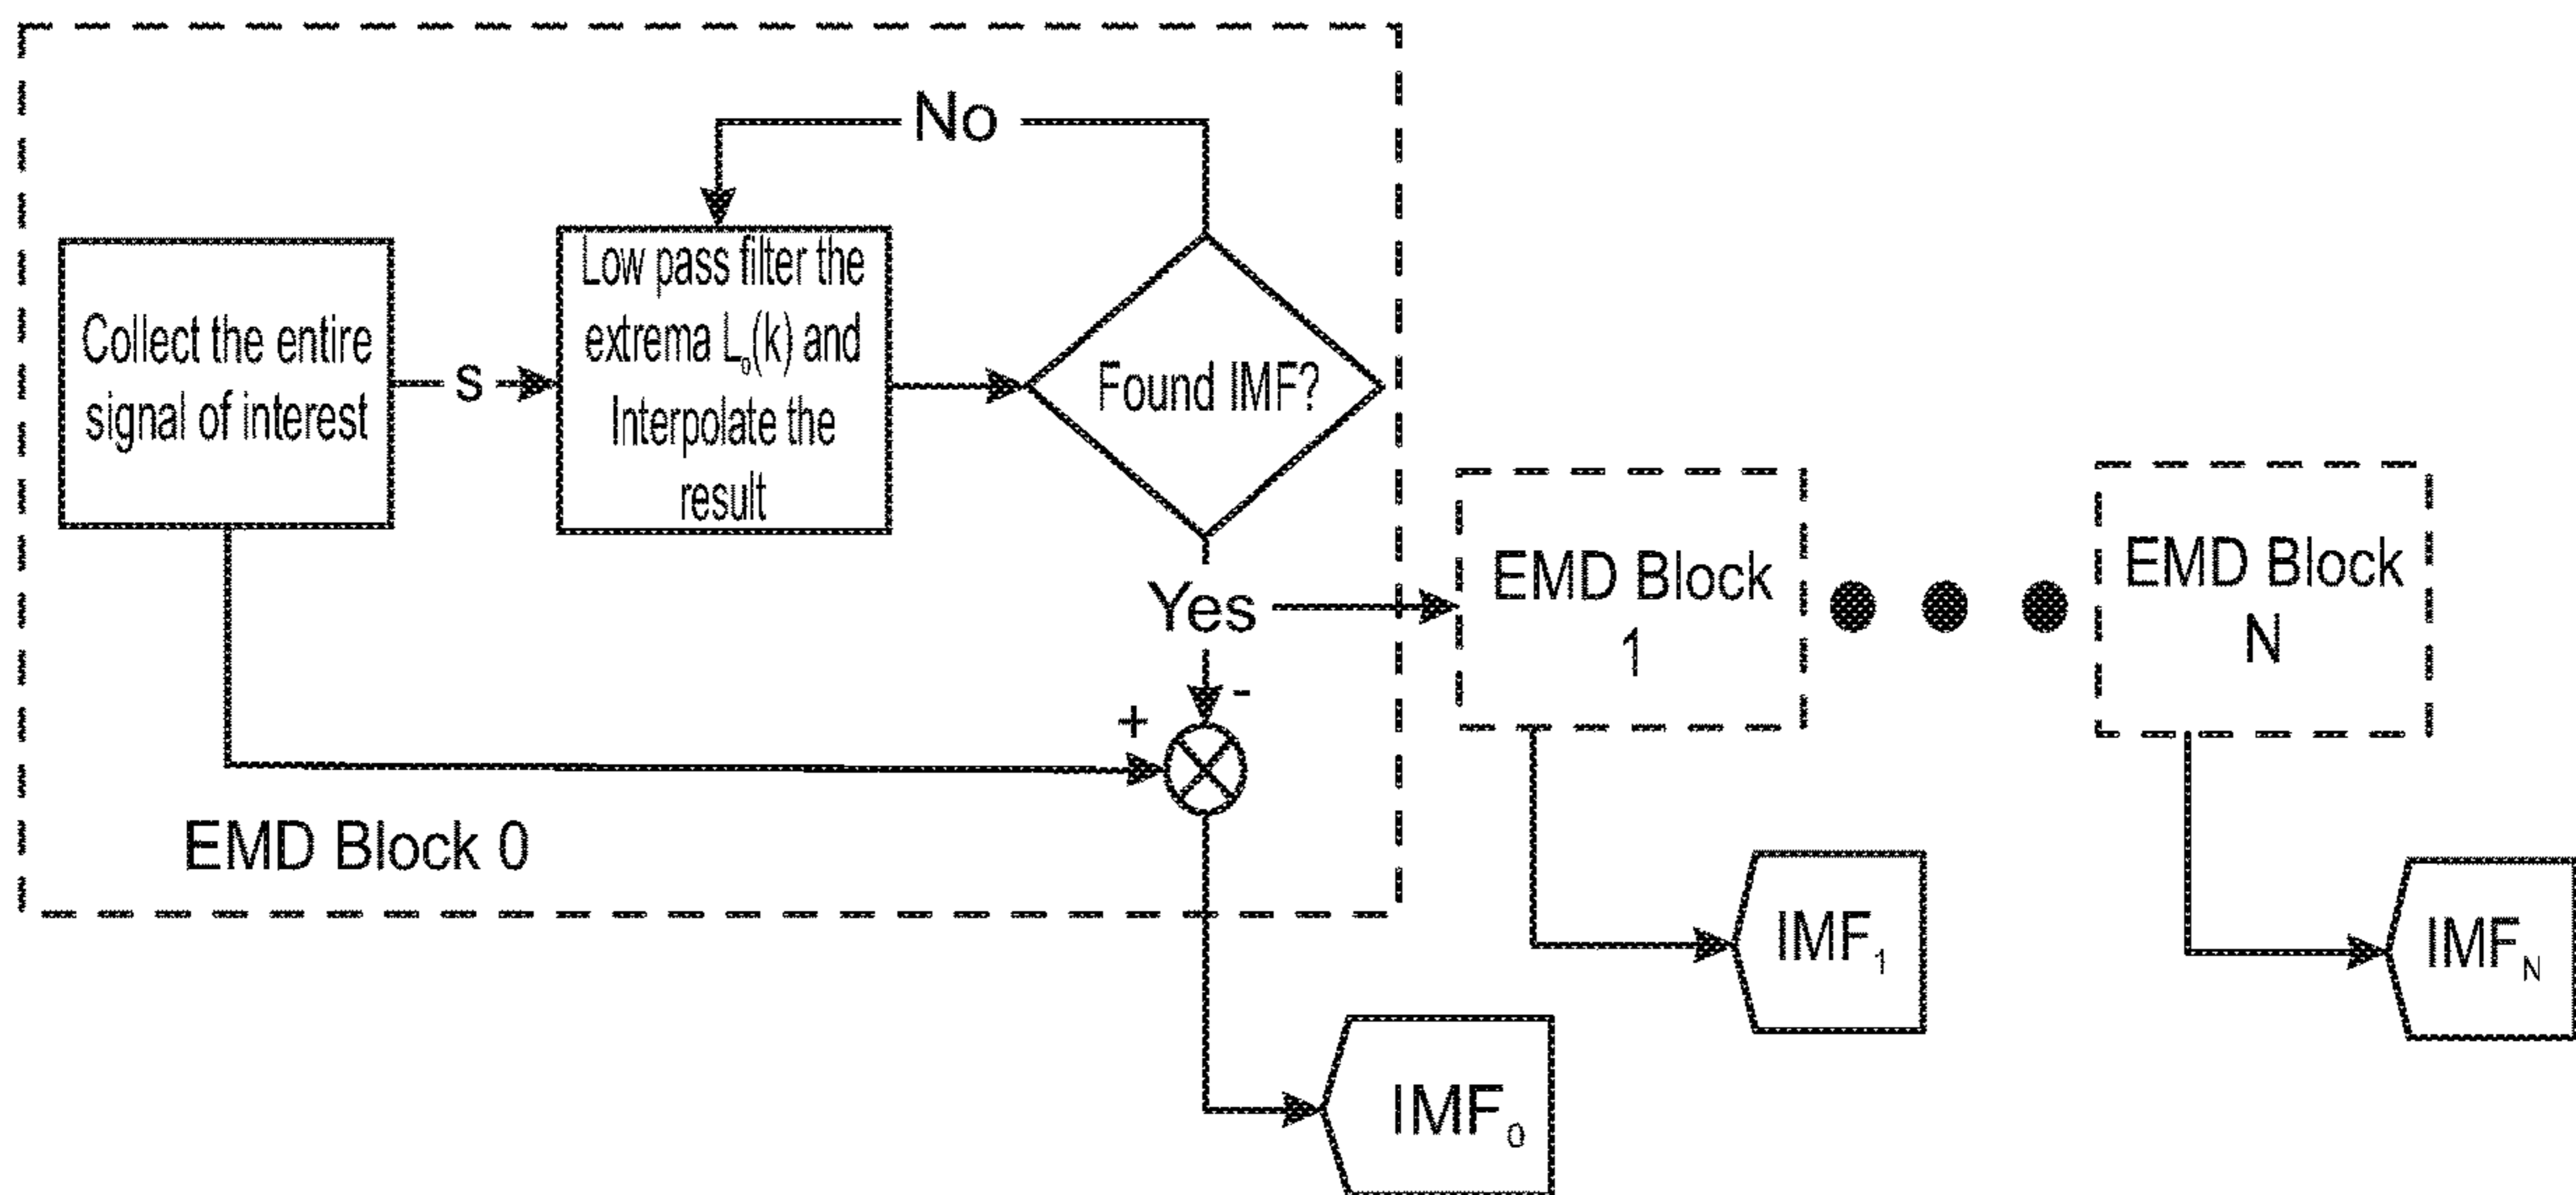 No
Collect the entire
signal of interest
s
Low pass filter the
extrema L₀(k) and
Interpolate the
result
Found IMF?
Yes
-
+
EMD Block 0
EMD Block
1
EMD Block
N
IMF₀
IMF₁
IMF_N